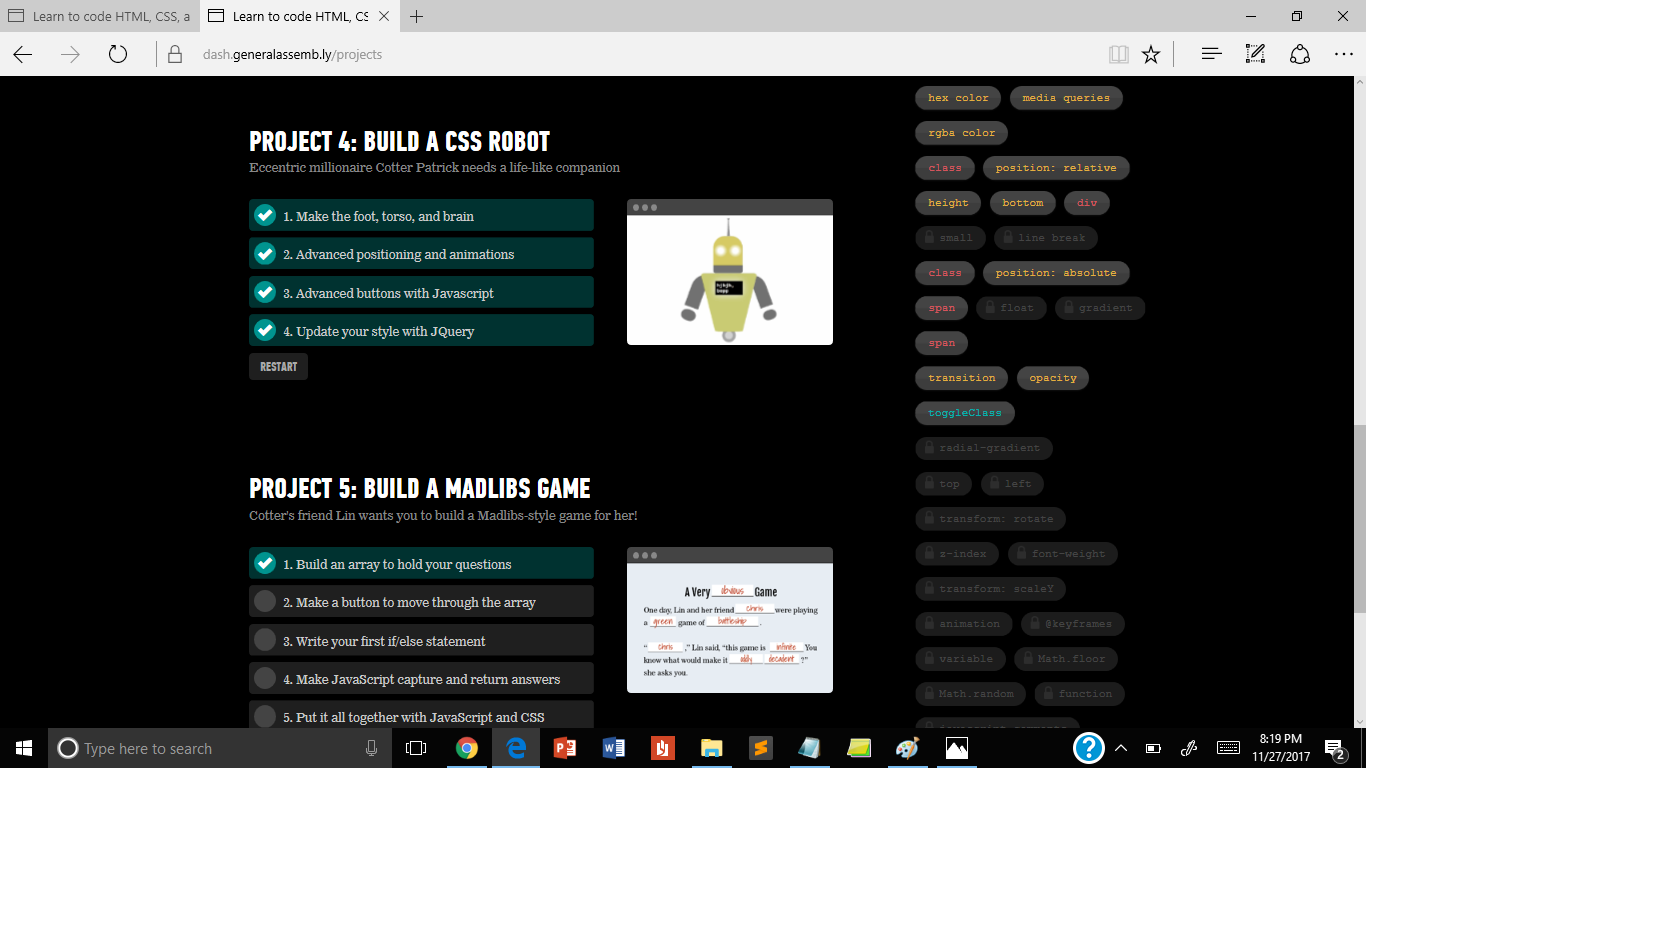 Learn to code HTML, CSS, a
Learn to code HTML, CS
dash.generalassemb.ly/projects
hex color media queries
rgba color
class position: relative
height bottom div
small line break
class position: absolute
span float gradient
span
transition opacity
toggleClass
radial-gradient
top left
transform: rotate
z-index font-weight
transform: scaleY
animation @keyframes
variable Math.floor
Math.random function
PROJECT 4: BUILD A CSS ROBOT
Eccentric millionaire Cotter Patrick needs a life-like companion
1. Make the foot, torso, and brain
2. Advanced positioning and animations
3. Advanced buttons with Javascript
4. Update your style with JQuery
RESTART
PROJECT 5: BUILD A MADLIBS GAME
Cotter's friend Lin wants you to build a Madlibs-style game for her!
1. Build an array to hold your questions
2. Make a button to move through the array
3. Write your first if/else statement
4. Make JavaScript capture and return answers
5. Put it all together with JavaScript and CSS
A Very obvious Game
One day, Lin and her friend chris were playing
a green game of battleship.
"chris," Lin said, "this game is infinite You
know what would make it oddly decadent?"
she asks you.
Type here to search
8:19 PM
11/27/2017
2